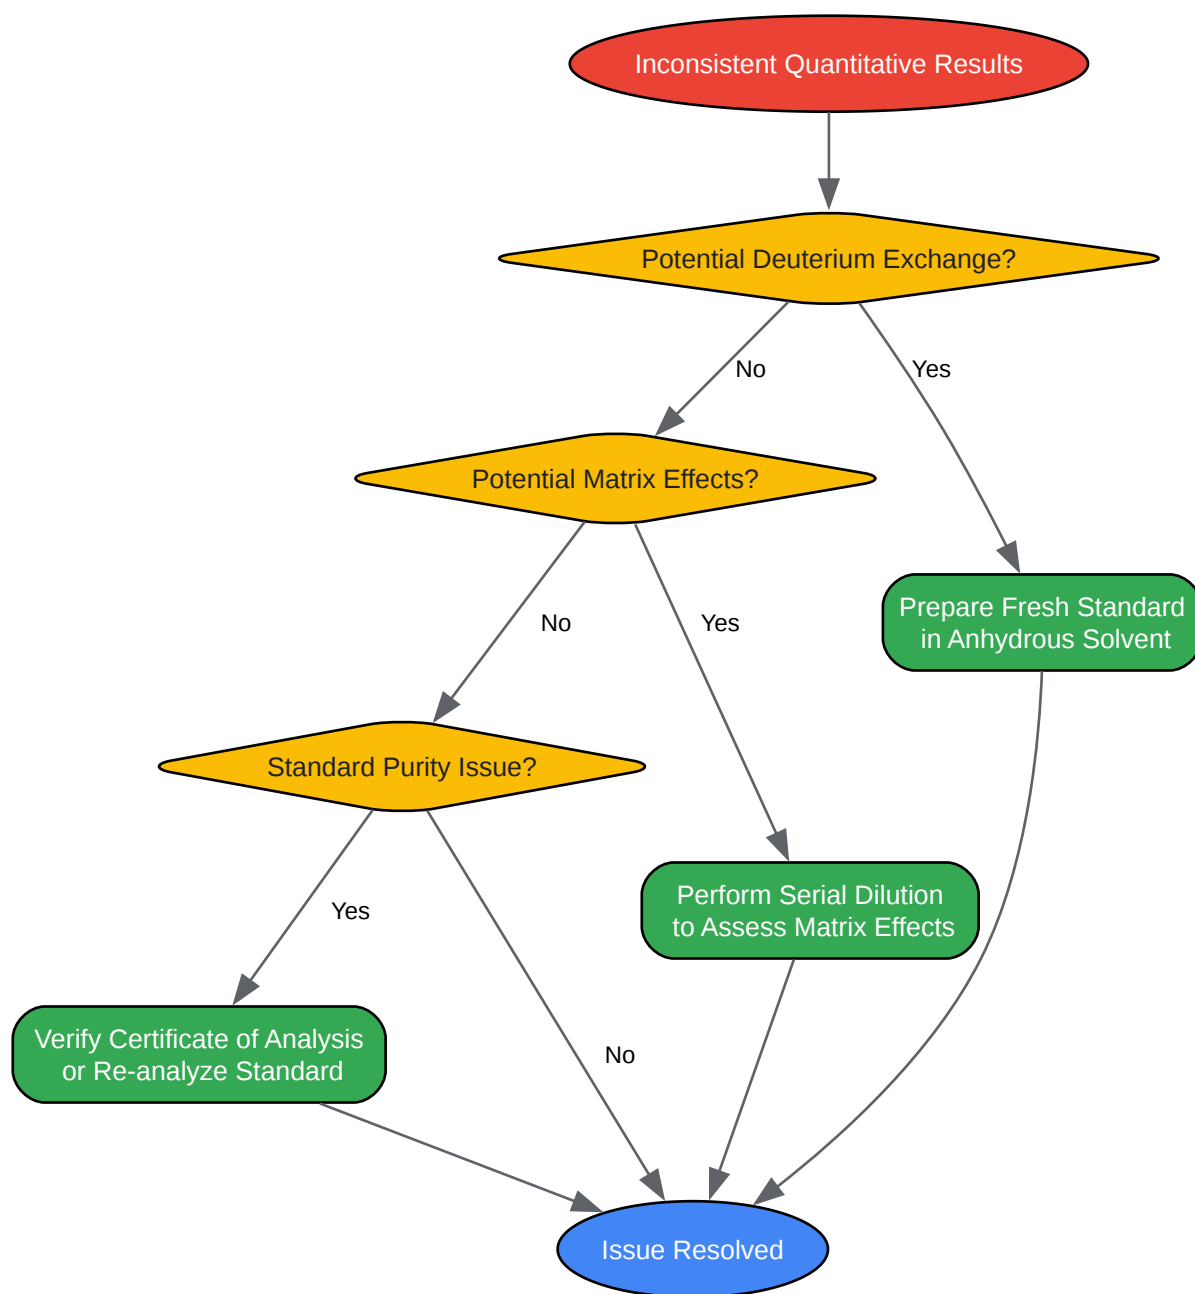 Inconsistent Quantitative Results
Potential Deuterium Exchange?
No
Yes
Potential Matrix Effects?
Prepare Fresh Standard
in Anhydrous Solvent
No
Yes
Standard Purity Issue?
Perform Serial Dilution
to Assess Matrix Effects
Yes
Verify Certificate of Analysis
or Re-analyze Standard
No
Issue Resolved